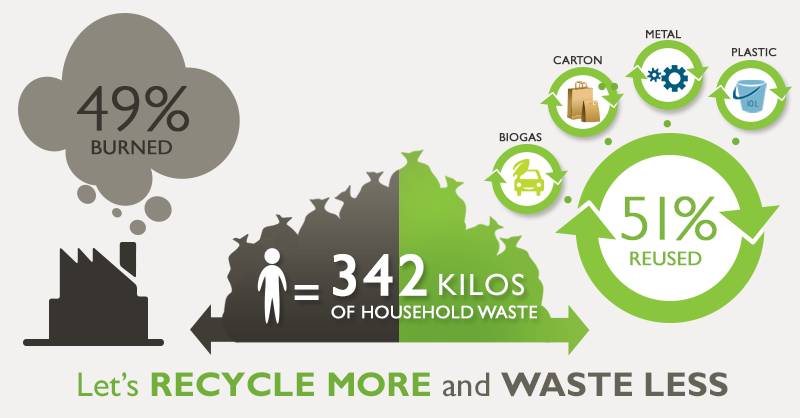 49%
BURNED
BIOGAS
CARTON
METAL
PLASTIC
10 L
51%
REUSED
= 342 KILOS
OF HOUSEHOLD WASTE
Let's RECYCLE MORE and WASTE LESS